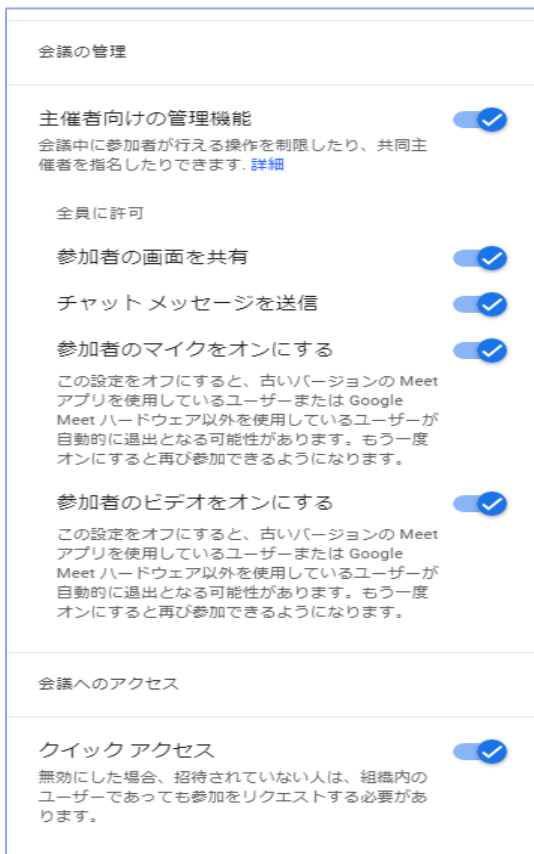 会議の管理
主催者向けの管理機能
会議中に参加者が行える操作を制限したり、共同主
催者を指名したりできます. 詳細
全員に許可
参加者の画面を共有
チャット メッセージを送信
参加者のマイクをオンにする
この設定をオフにすると、古いバージョンの Meet
アプリを使用しているユーザーまたは Google
Meet ハードウェア以外を使用しているユーザーが
自動的に退出となる可能性があります。もう一度
オンにすると再び参加できるようになります。
参加者のビデオをオンにする
この設定をオフにすると、古いバージョンの Meet
アプリを使用しているユーザーまたは Google
Meet ハードウェア以外を使用しているユーザーが
自動的に退出となる可能性があります。もう一度
オンにすると再び参加できるようになります。
会議へのアクセス
クイック アクセス
無効にした場合、招待されていない人は、組織内の
ユーザーであっても参加をリクエストする必要があ
ります。